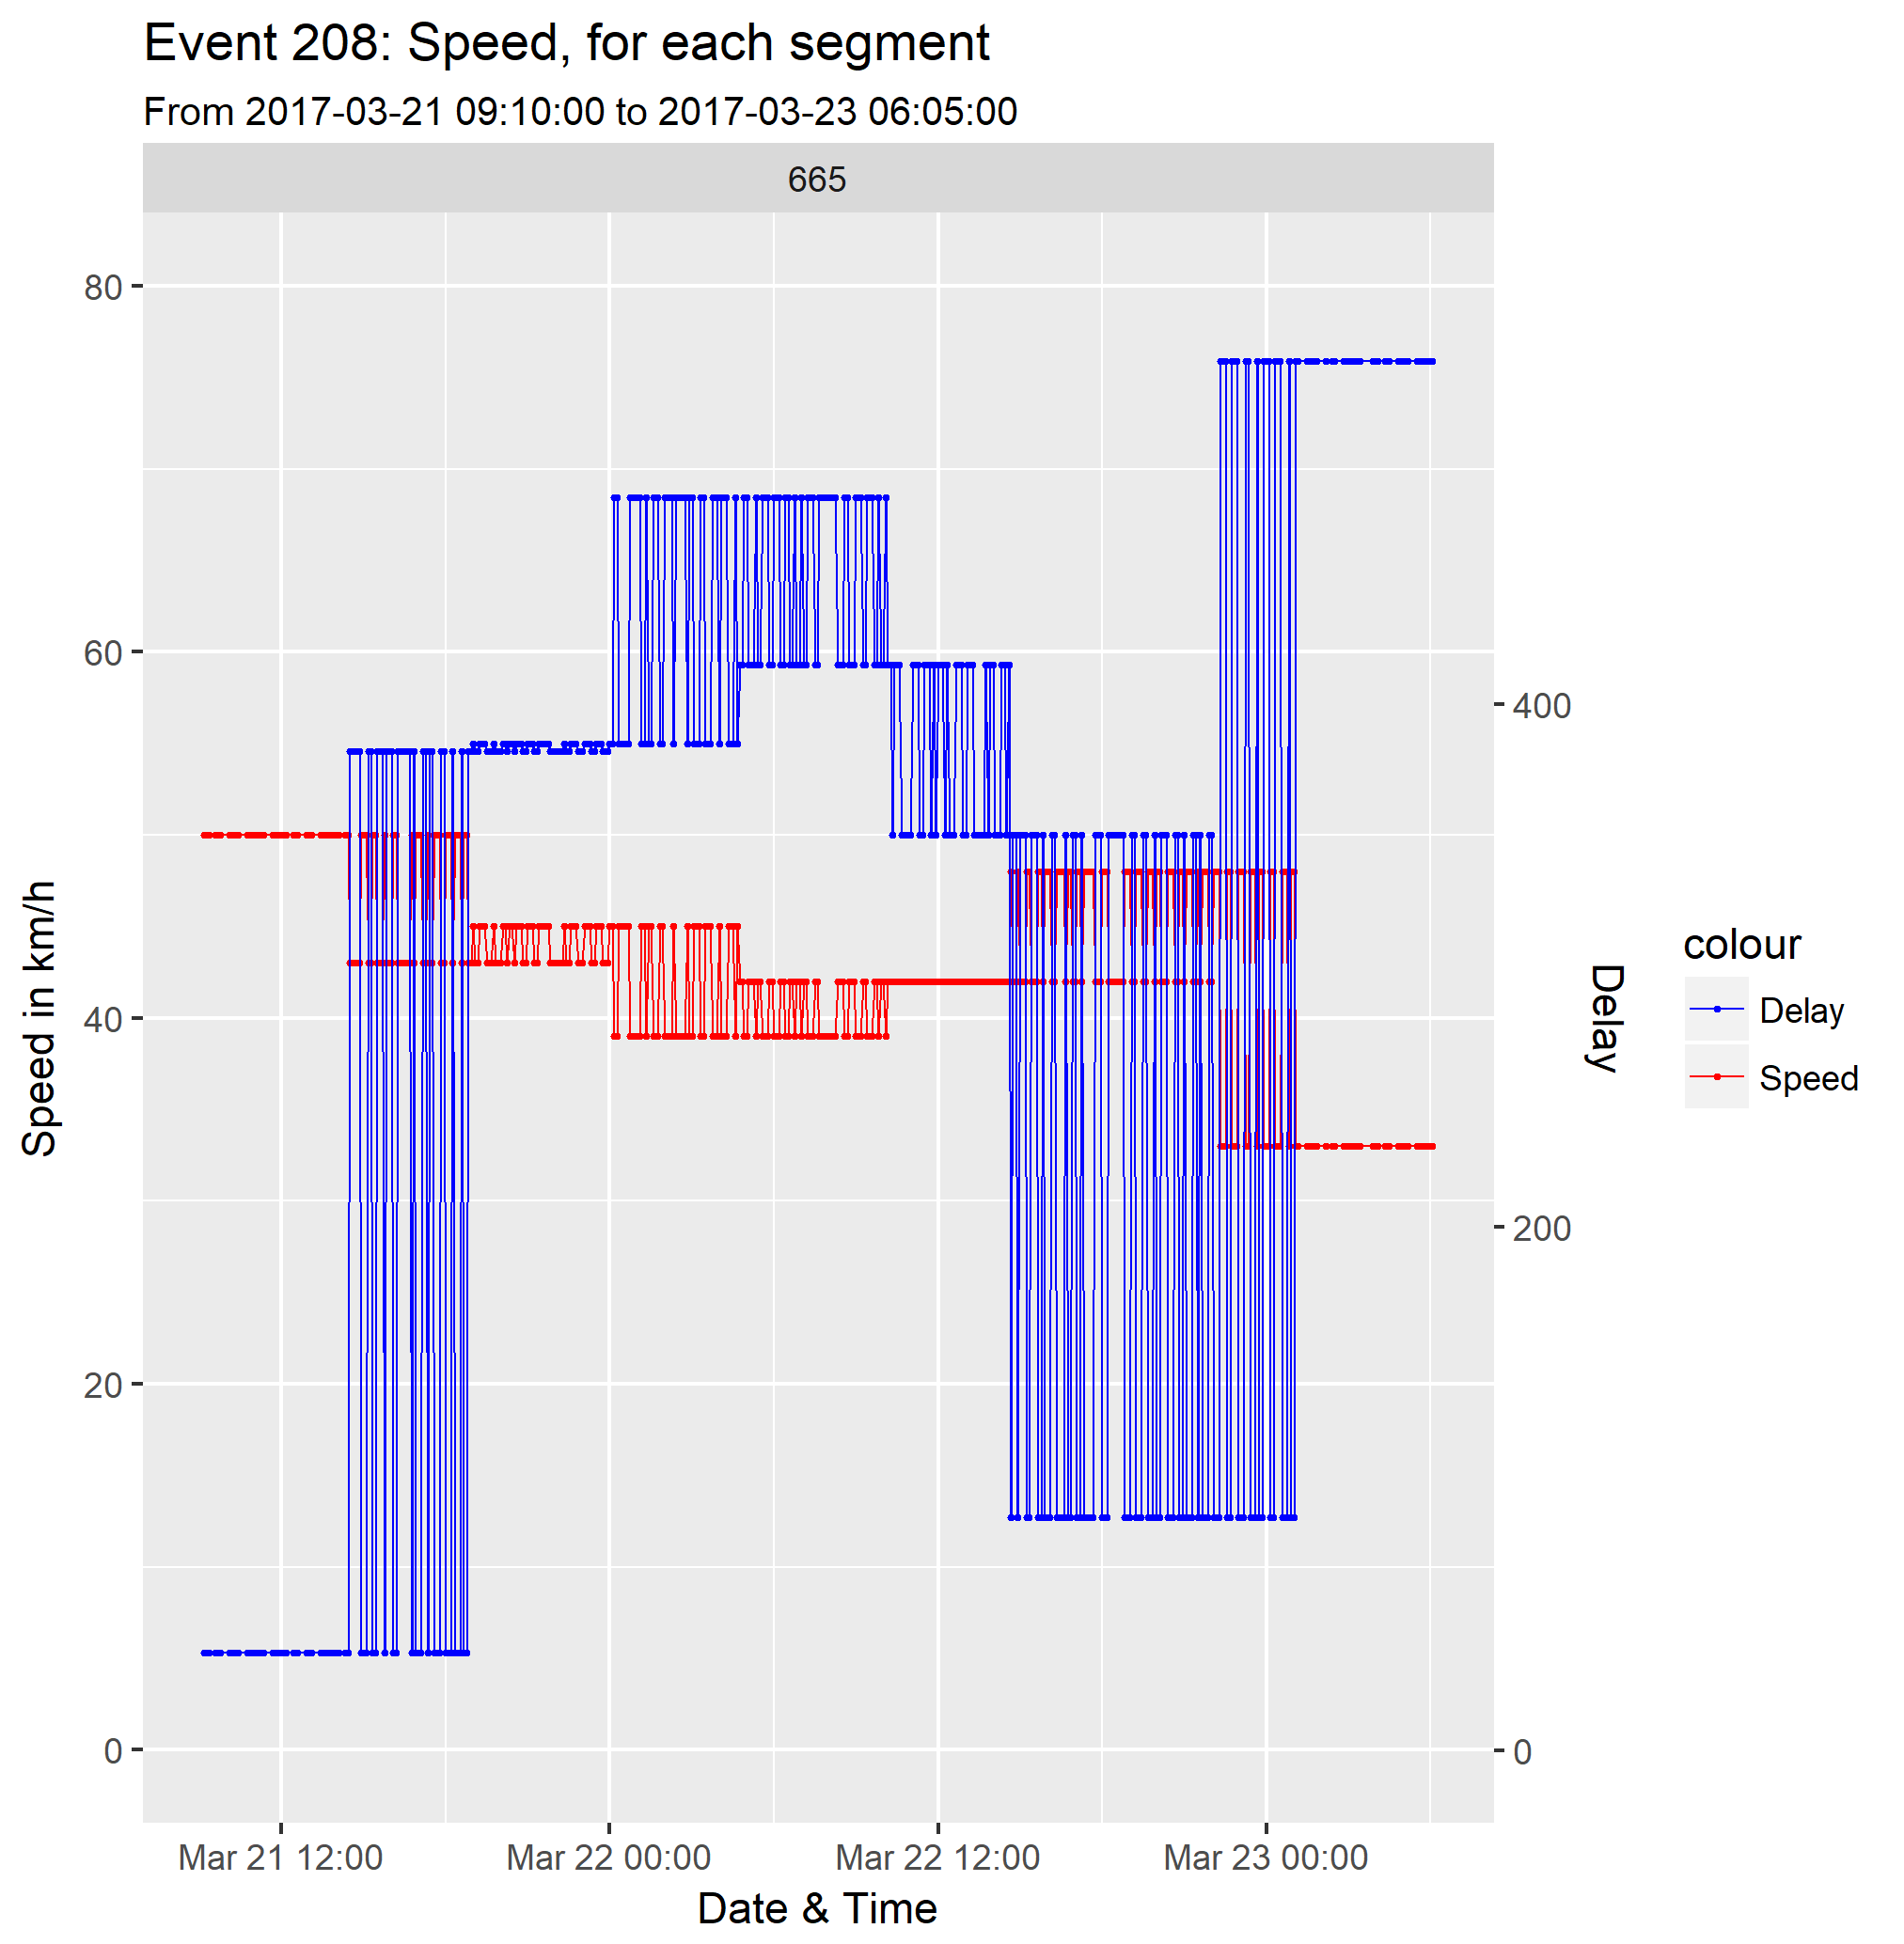 Event 208: Speed, for each segment
From 2017-03-21 09:10:00 to 2017-03-23 06:05:00
665
80
60
40
20
0
Speed in km/h
400
200
0
Delay
Mar 21 12:00
Mar 22 00:00
Mar 22 12:00
Mar 23 00:00
Date & Time
colour
Delay
Speed